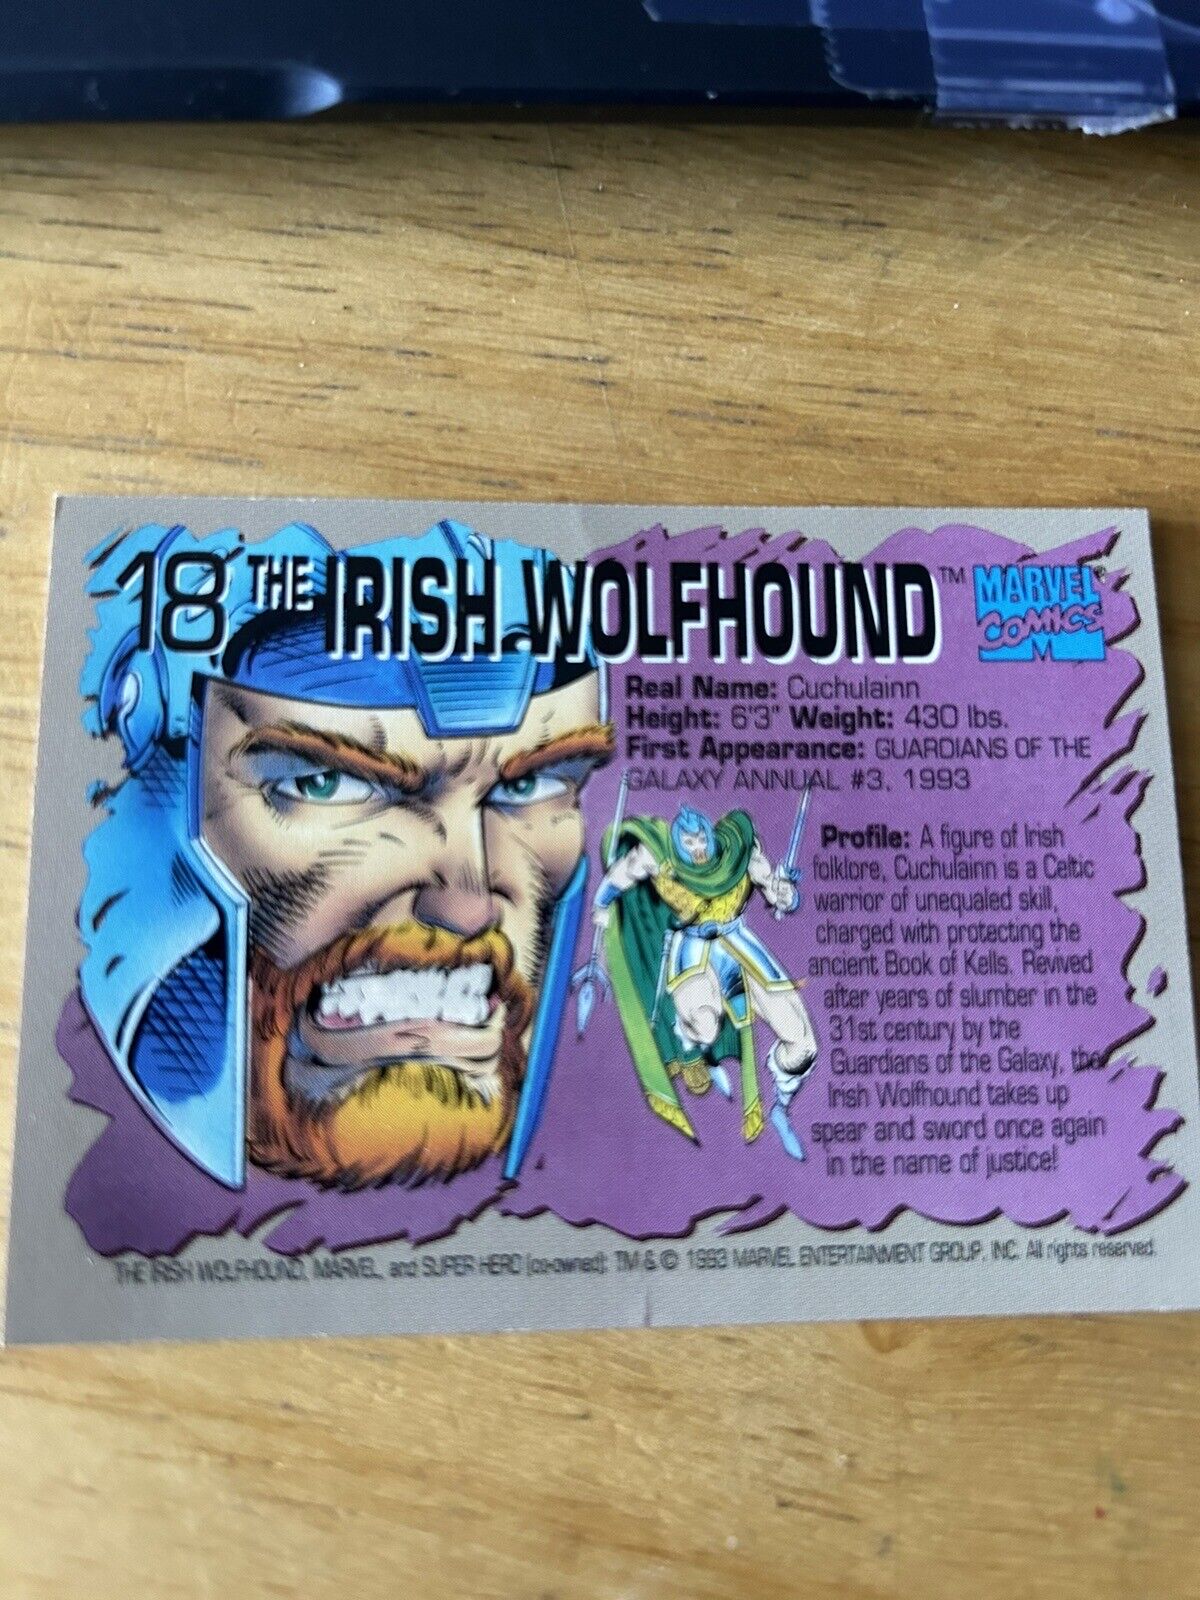 18 THE IRISH WOLFHOUND™ MARVEL® COMICS
Real Name: Cuchulainn
Height: 6'3" Weight: 430 lbs.
First Appearance: GUARDIANS OF THE
GALAXY ANNUAL #3, 1993
Profile: A figure of Irish
folklore, Cuchulainn is a Celtic
warrior of unequaled skill,
charged with protecting the
ancient Book of Kells. Revived
after years of slumber in the
31st century by the
Guardians of the Galaxy, the
Irish Wolfhound takes up
spear and sword once again
in the name of justice!
THE IRISH WOLFHOUND, MARVEL, and SUPER HERO (co-owned): TM & © 1993 MARVEL ENTERTAINMENT GROUP, INC. All rights reserved.